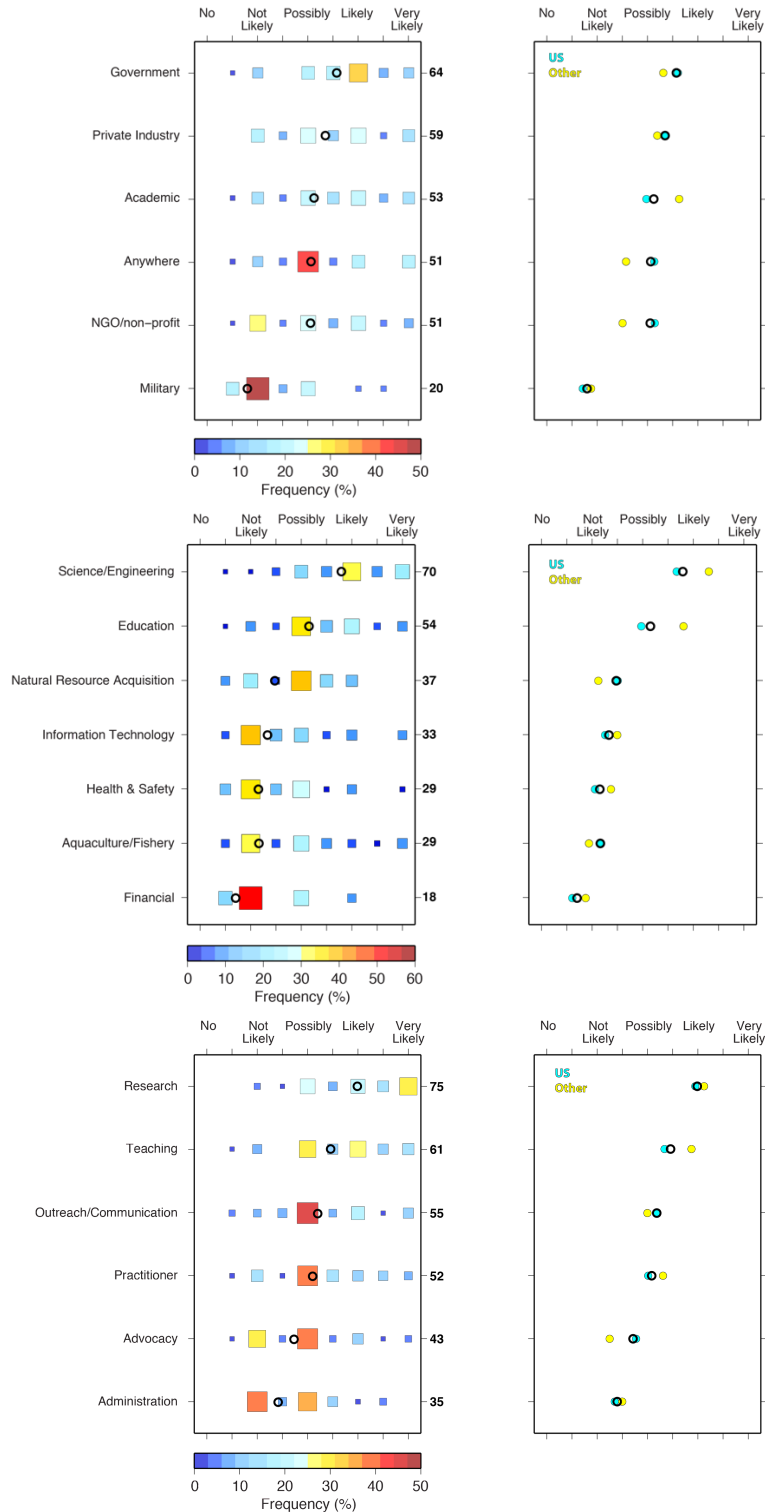 No Not Likely Possibly Likely Very Likely
No Not Likely Possibly Likely Very Likely
Government 64
Private Industry 59
Academic 53
Anywhere 51
NGO/non–profit 51
Military 20
US
Other
0 10 20 30 40 50
Frequency (%)
No Not Likely Possibly Likely Very Likely
No Not Likely Possibly Likely Very Likely
Science/Engineering 70
Education 54
Natural Resource Acquisition 37
Information Technology 33
Health & Safety 29
Aquaculture/Fishery 29
Financial 18
US
Other
0 10 20 30 40 50 60
Frequency (%)
No Not Likely Possibly Likely Very Likely
No Not Likely Possibly Likely Very Likely
Research 75
Teaching 61
Outreach/Communication 55
Practitioner 52
Advocacy 43
Administration 35
US
Other
0 10 20 30 40 50
Frequency (%)